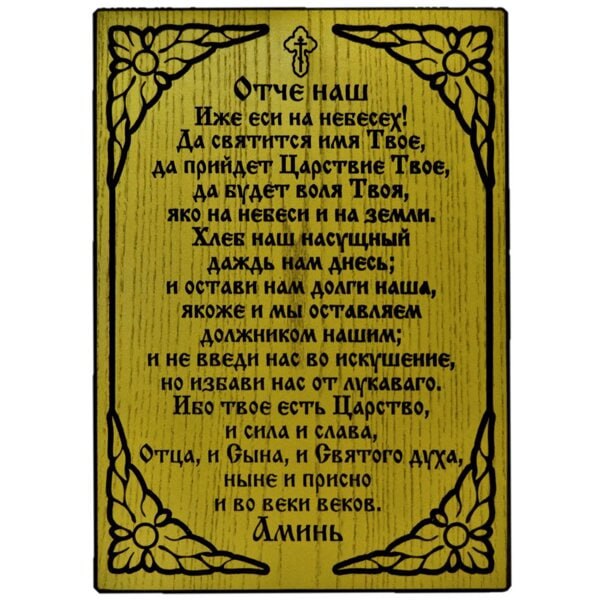 Отче наш
Иже еси на небесех!
Да святится имя Твое,
да прийдет Царствие Твое,
да будет воля Твоя,
яко на небеси и на земли.
Хлеб наш насущный
даждь нам днесь;
и остави нам долги наша,
якоже и мы оставляем
должником нашим;
и не введи нас во искушение,
но избави нас от лукаваго.
Ибо твое есть Царство,
и сила и слава,
Отца, и Сына, и Святого духа,
ныне и присно
и во веки веков.
Аминь